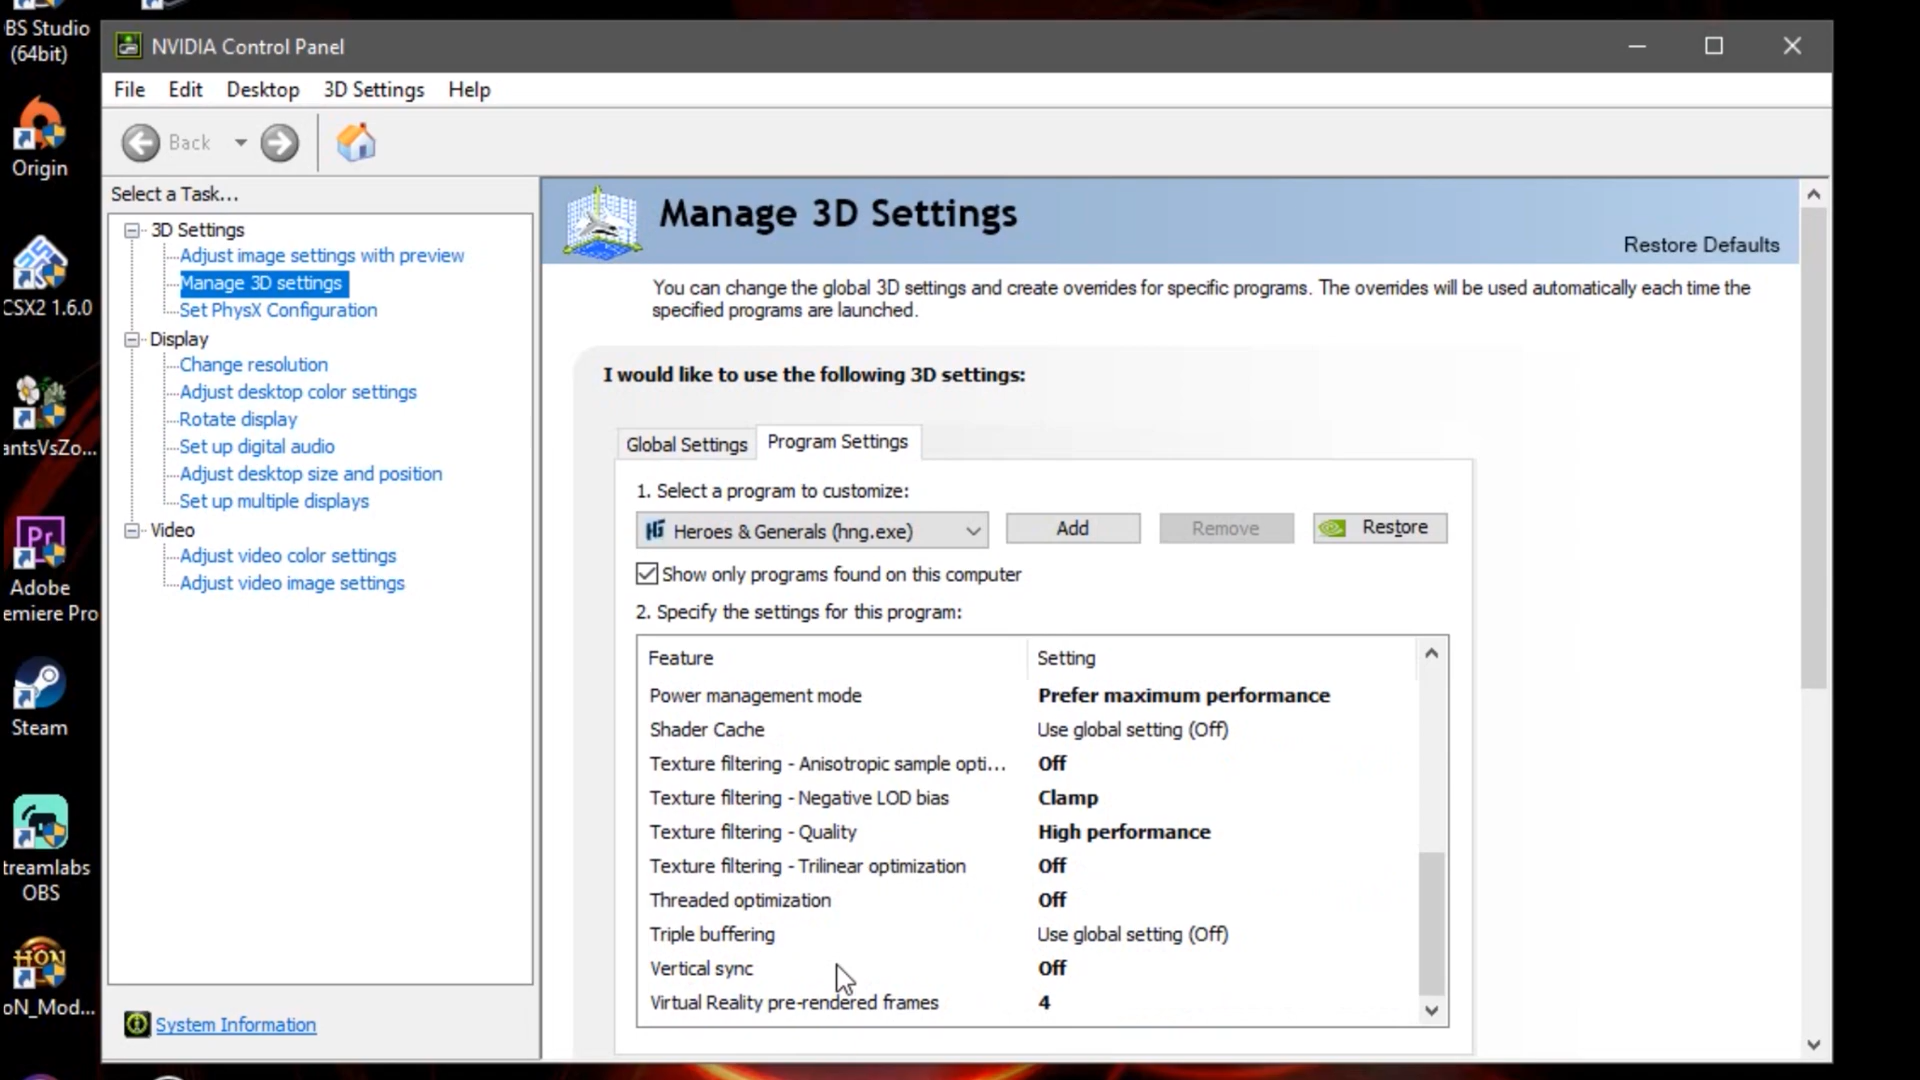 BS Studio
(64bit)
Origin
CSX2 1.6.0
antsVsZo...
Pr
Adobe
emiere Pro
Steam
treamlabs
OBS
HON
oN_Mod...
NVIDIA Control Panel
File Edit Desktop 3D Settings Help
Back
Select a Task...
3D Settings
Adjust image settings with preview
Manage 3D settings
Set PhysX Configuration
Display
Change resolution
Adjust desktop color settings
Rotate display
Set up digital audio
Adjust desktop size and position
Set up multiple displays
Video
Adjust video color settings
Adjust video image settings
System Information
Manage 3D Settings
Restore Defaults
You can change the global 3D settings and create overrides for specific programs. The overrides will be used automatically each time the
specified programs are launched.
I would like to use the following 3D settings:
Global Settings Program Settings
1. Select a program to customize:
Heroes & Generals (hng.exe) Add Remove Restore
Show only programs found on this computer
2. Specify the settings for this program:
Feature Setting
Power management mode Prefer maximum performance
Shader Cache Use global setting (Off)
Texture filtering - Anisotropic sample opti... Off
Texture filtering - Negative LOD bias Clamp
Texture filtering - Quality High performance
Texture filtering - Trilinear optimization Off
Threaded optimization Off
Triple buffering Use global setting (Off)
Vertical sync Off
Virtual Reality pre-rendered frames 4